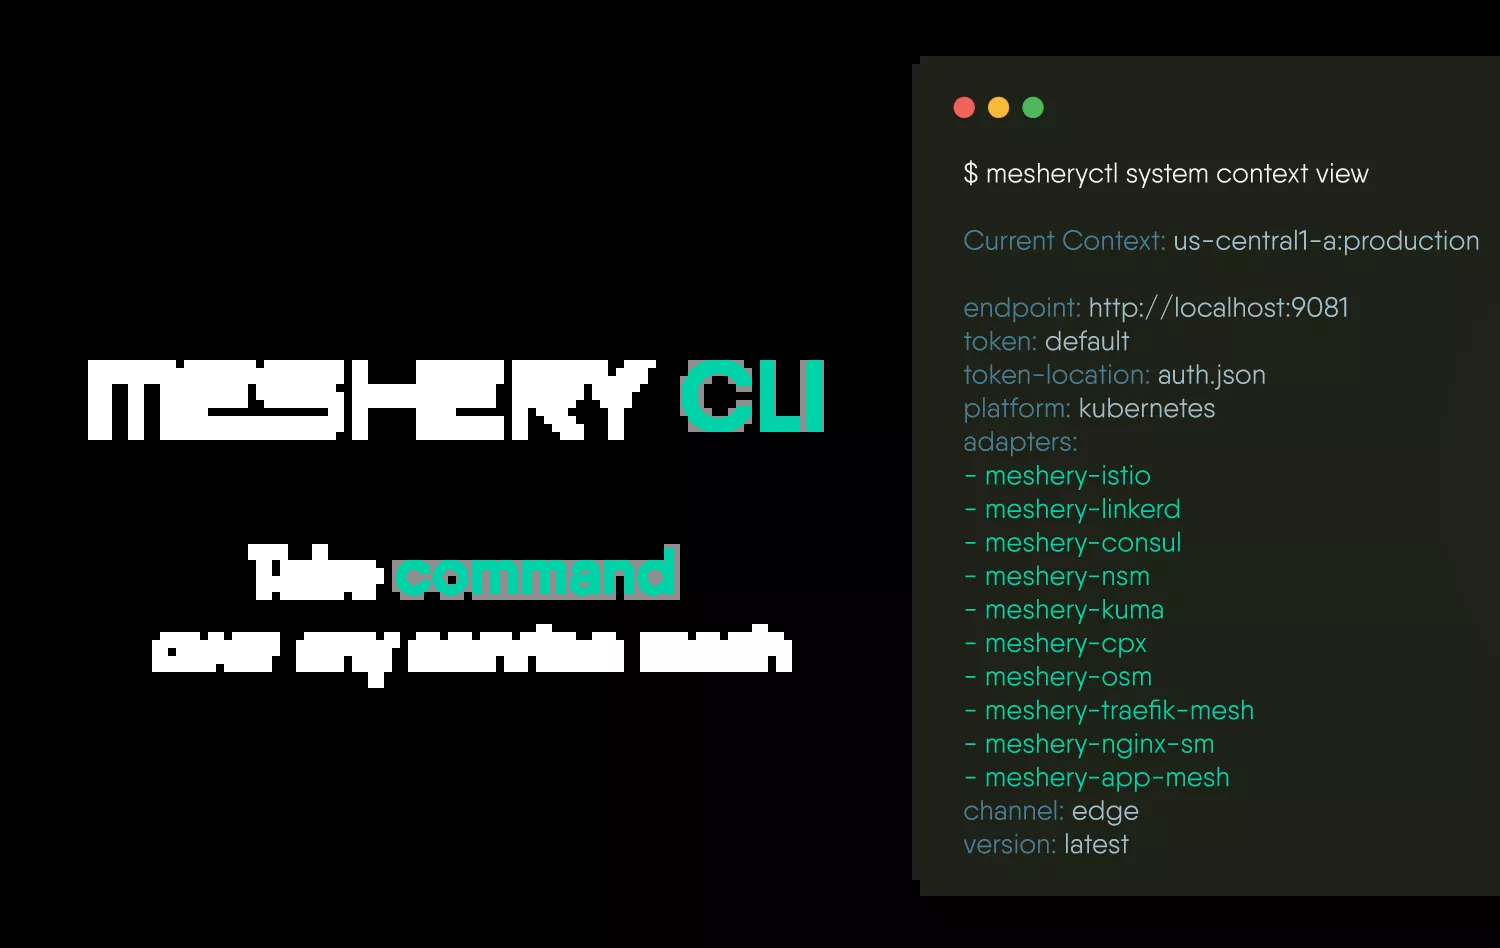 MESHERY CLI
Take command
over any service mesh
$ mesheryctl system context view
Current Context: us-central1-a:production
endpoint: http://localhost:9081
token: default
token-location: auth.json
platform: kubernetes
adapters:
- meshery-istio
- meshery-linkerd
- meshery-consul
- meshery-nsm
- meshery-kuma
- meshery-cpx
- meshery-osm
- meshery-traefik-mesh
- meshery-nginx-sm
- meshery-app-mesh
channel: edge
version: latest